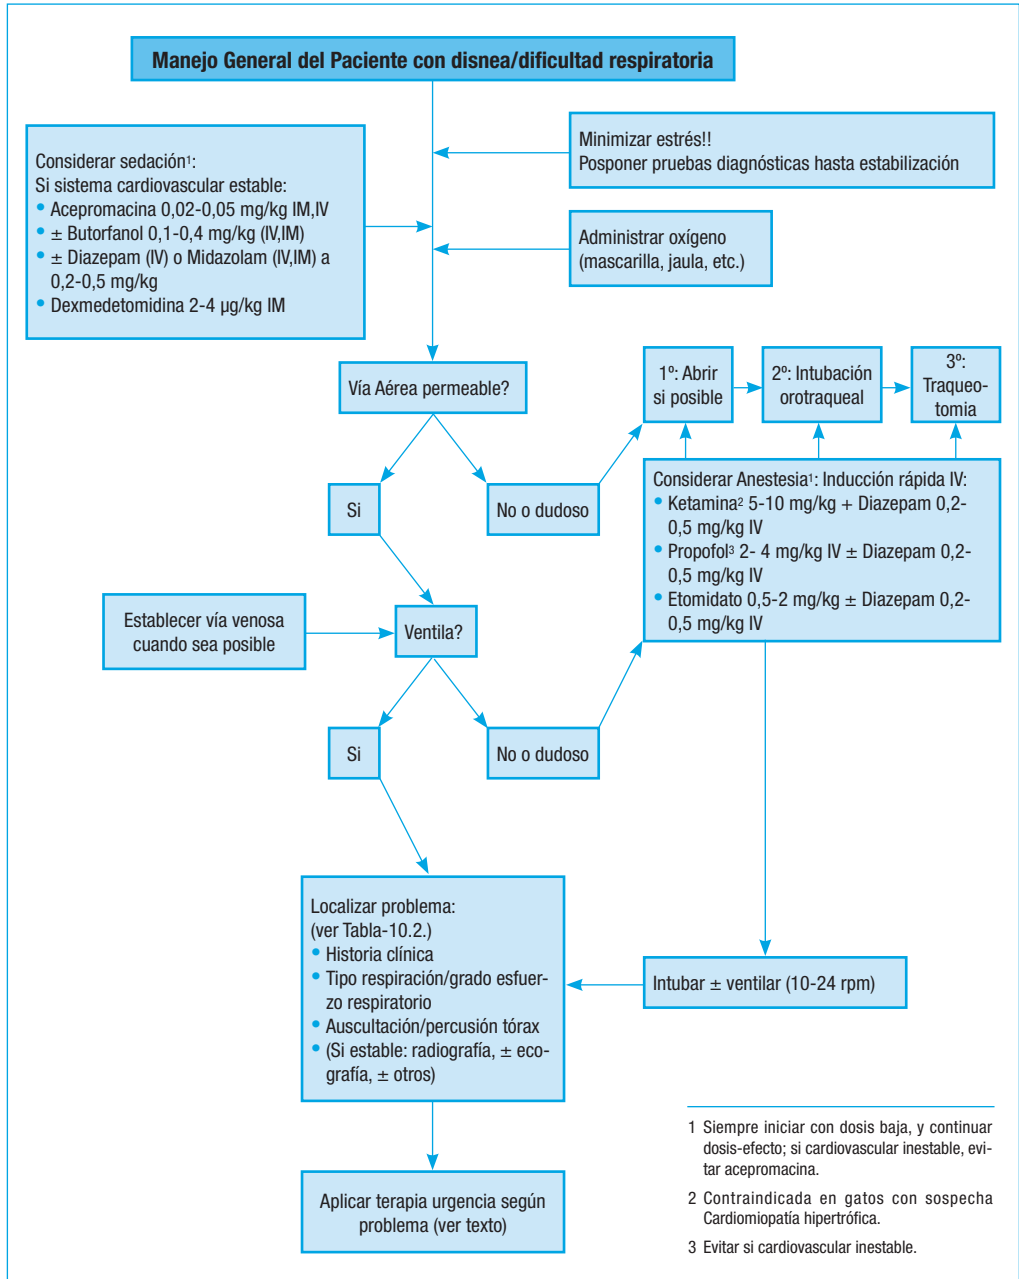 Manejo General del Paciente con disnea/dificultad respiratoria
Minimizar estrés!!
Posponer pruebas diagnósticas hasta estabilización
Considerar sedación¹:
Si sistema cardiovascular estable:
• Acepromacina 0,02-0,05 mg/kg IM,IV
• ± Butorfanol 0,1-0,4 mg/kg (IV,IM)
• ± Diazepam (IV) o Midazolam (IV,IM) a
0,2-0,5 mg/kg
• Dexmedetomidina 2-4 µg/kg IM
Administrar oxígeno
(mascarilla, jaula, etc.)
Vía Aérea permeable?
1º: Abrir
si posible
2º: Intubación
orotraqueal
3º:
Traqueo-
tomia
Si
No o dudoso
Considerar Anestesia¹: Inducción rápida IV:
• Ketamina² 5-10 mg/kg + Diazepam 0,2-
0,5 mg/kg IV
• Propofol³ 2- 4 mg/kg IV ± Diazepam 0,2-
0,5 mg/kg IV
• Etomidato 0,5-2 mg/kg ± Diazepam 0,2-
0,5 mg/kg IV
Establecer vía venosa
cuando sea posible
Ventila?
Si
No o dudoso
Localizar problema:
(ver Tabla-10.2.)
• Historia clínica
• Tipo respiración/grado esfuer-
zo respiratorio
• Auscultación/percusión tórax
• (Si estable: radiografía, ± eco-
grafía, ± otros)
Intubar ± ventilar (10-24 rpm)
Aplicar terapia urgencia según
problema (ver texto)
1 Siempre iniciar con dosis baja, y continuar
dosis-efecto; si cardiovascular inestable, evi-
tar acepromacina.
2 Contraindicada en gatos con sospecha
Cardiomiopatía hipertrófica.
3 Evitar si cardiovascular inestable.